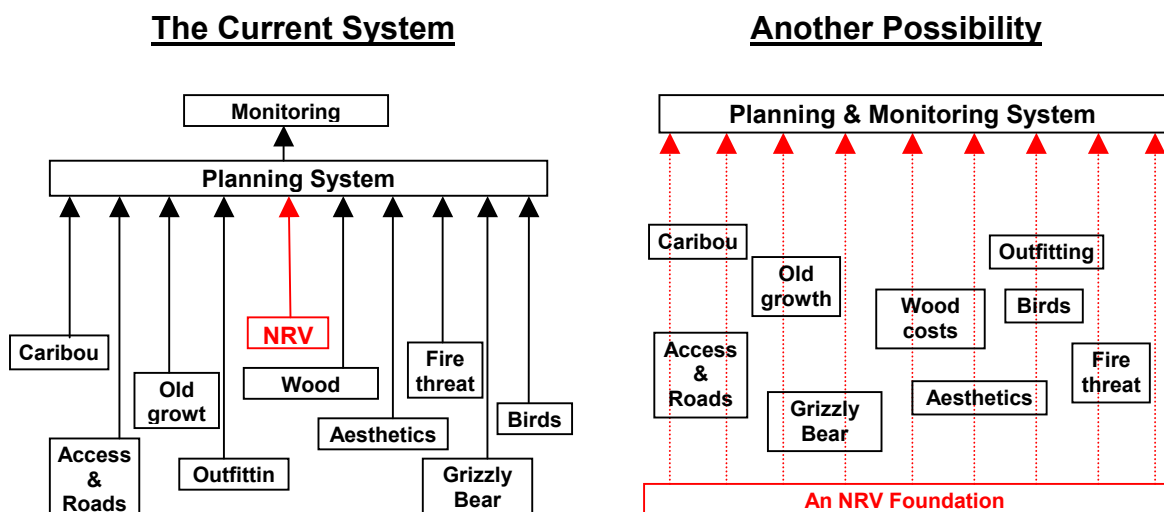 The Current System
Monitoring
Planning System
NRV
Caribou
Fire
threat
Old
growt
Wood
Birds
Aesthetics
Access
&
Roads
Outfittin
Grizzly
Bear
Another Possibility
Planning & Monitoring System
Caribou
Outfitting
Old
growth
Wood
costs
Birds
Access
&
Roads
Fire
threat
Grizzly
Bear
Aesthetics
An NRV Foundation